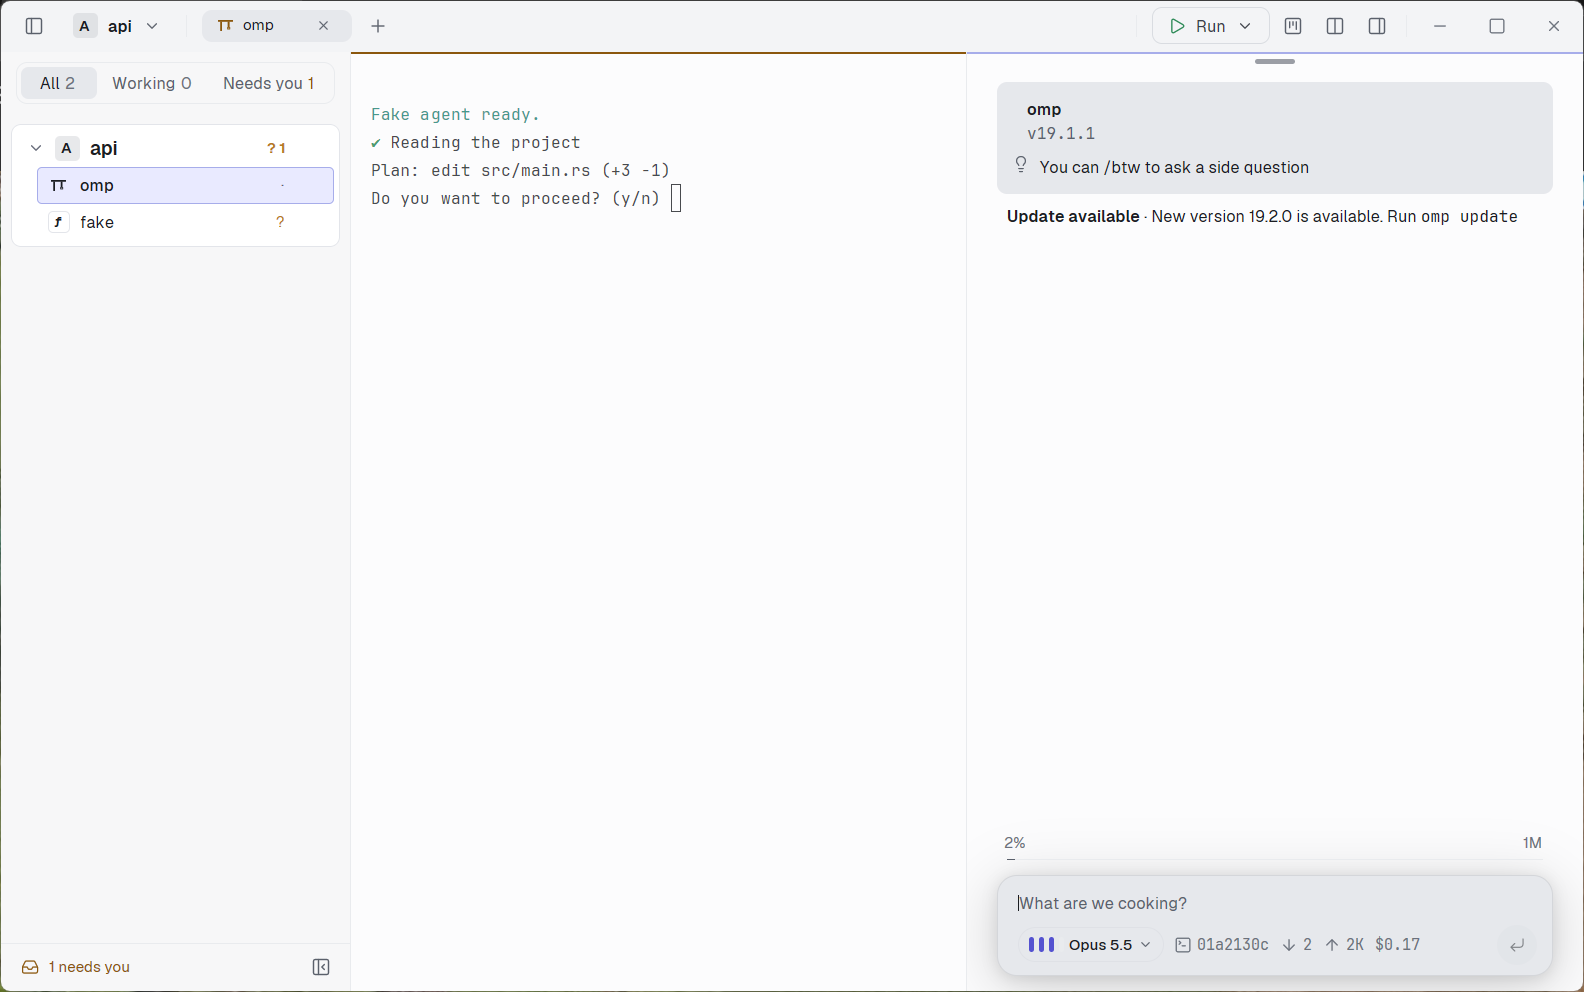 A api
omp
Run
All 2 Working 0 Needs you 1
A api ? 1
omp
f fake ?
1 needs you
Fake agent ready.
✔ Reading the project
Plan: edit src/main.rs (+3 -1)
Do you want to proceed? (y/n)
omp
v19.1.1
You can /btw to ask a side question
Update available · New version 19.2.0 is available. Run omp update
2% 1M
What are we cooking?
Opus 5.5 01a2130c ↓ 2 ↑ 2K $0.17